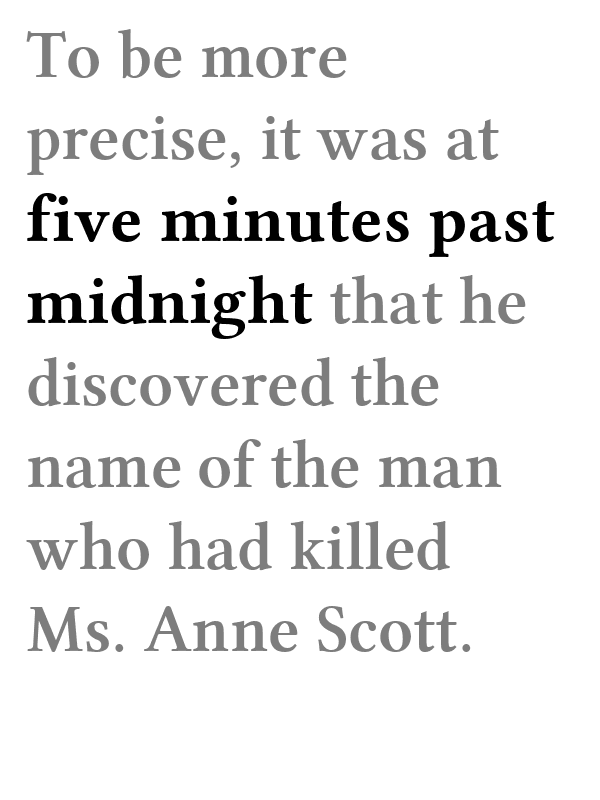 To be more
precise, it was at
five minutes past
midnight that he
discovered the
name of the man
who had killed
Ms. Anne Scott.